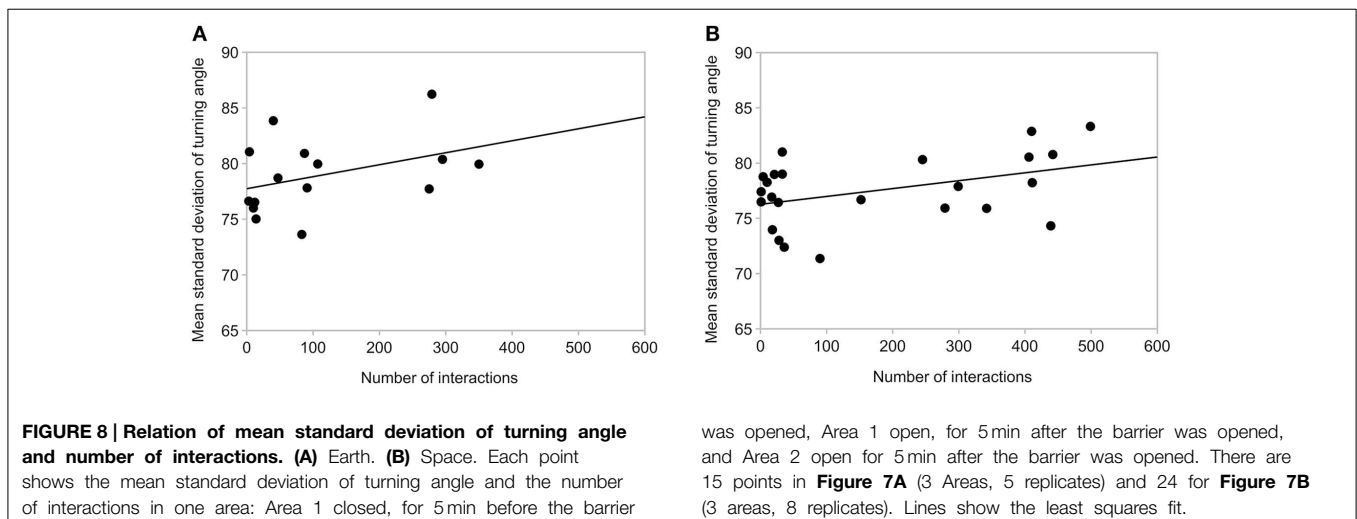 A
Mean standard deviation of turning angle
90
85
80
75
70
65
0 100 200 300 400 500 600
Number of interactions
B
Mean standard deviation of turning angle
90
85
80
75
70
65
0 100 200 300 400 500 600
Number of interactions
FIGURE 8 | Relation of mean standard deviation of turning angle
and number of interactions. (A) Earth. (B) Space. Each point
shows the mean standard deviation of turning angle and the number
of interactions in one area: Area 1 closed, for 5 min before the barrier
was opened, Area 1 open, for 5 min after the barrier was opened,
and Area 2 open for 5 min after the barrier was opened. There are
15 points in Figure 7A (3 Areas, 5 replicates) and 24 for Figure 7B
(3 areas, 8 replicates). Lines show the least squares fit.